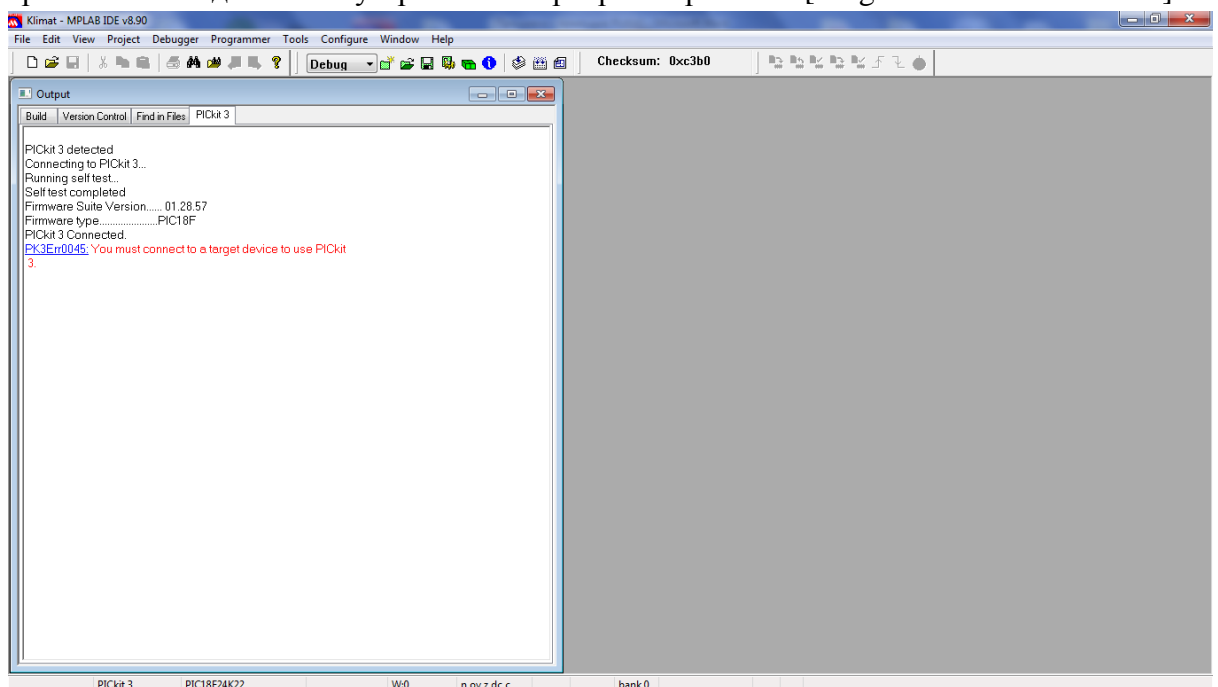 Klimat - MPLAB IDE v8.90
File Edit View Project Debugger Programmer Tools Configure Window Help
Debug Checksum: 0xc3b0
Output
Build Version Control Find in Files PICkit 3
PICkit 3 detected
Connecting to PICkit 3...
Running self test...
Self test completed
Firmware Suite Version...... 01.28.57
Firmware type......................PIC18F
PICkit 3 Connected.
PK3Err0045: You must connect to a target device to use PICkit
3.
PICkit 3 PIC18F24K22 W:0 n ov z dc c bank 0